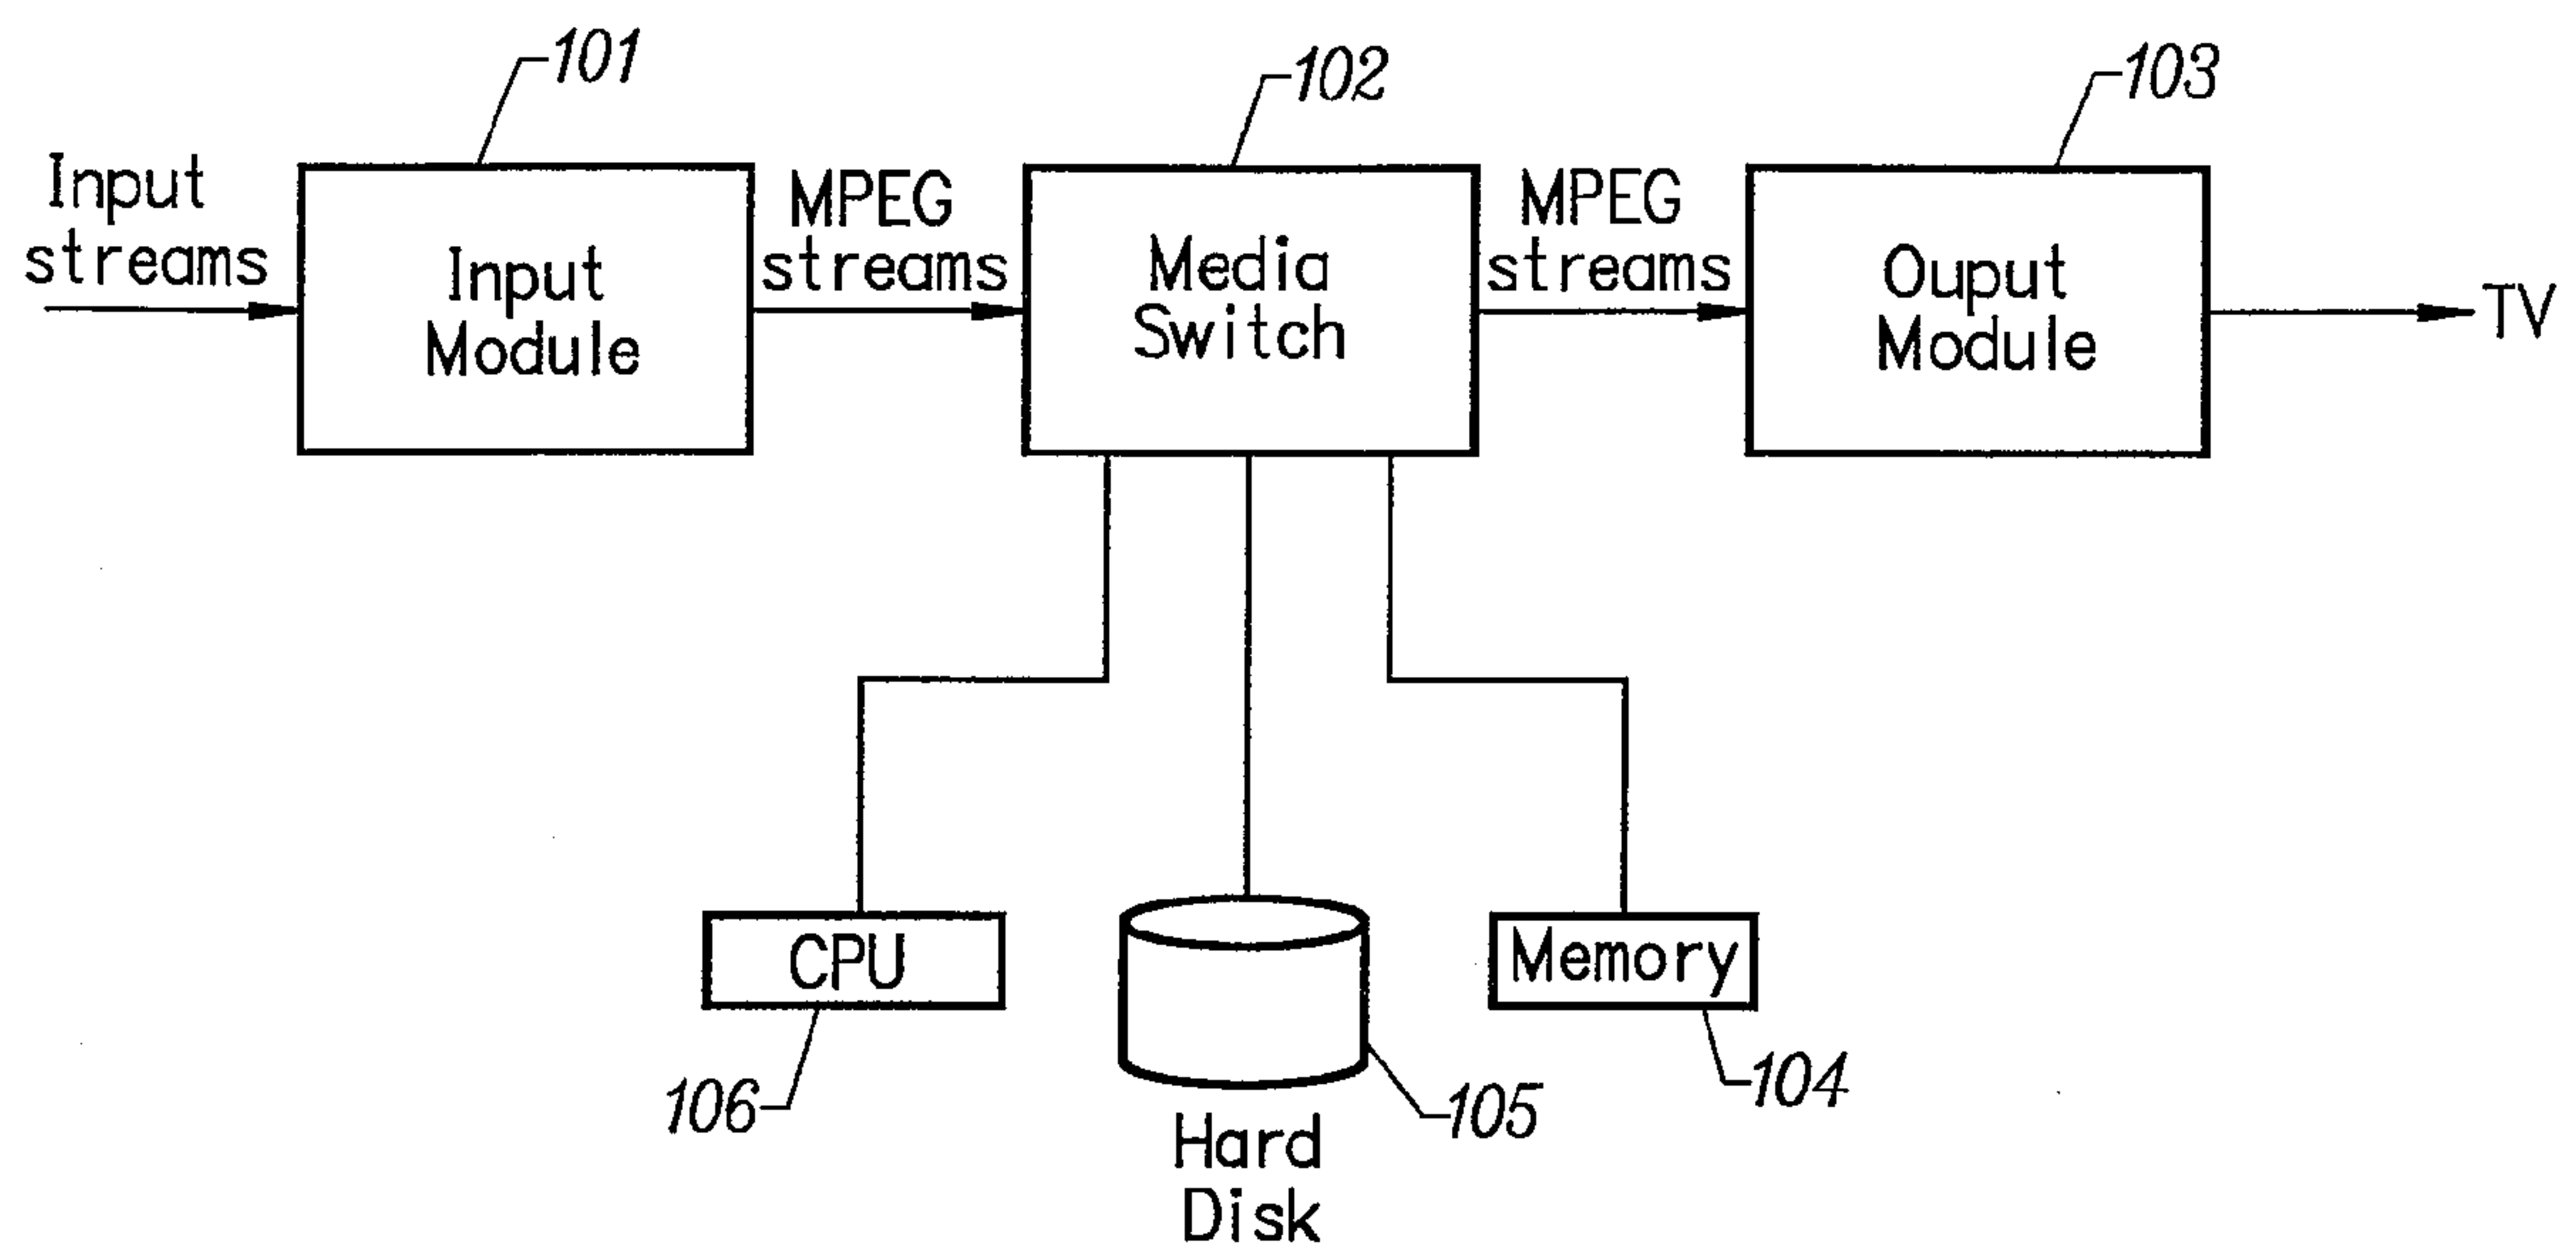 101
102
103
Input
streams
Input
Module
MPEG
streams
Media
Switch
MPEG
streams
Ouput
Module
TV
CPU
106
Hard
Disk
105
Memory
104